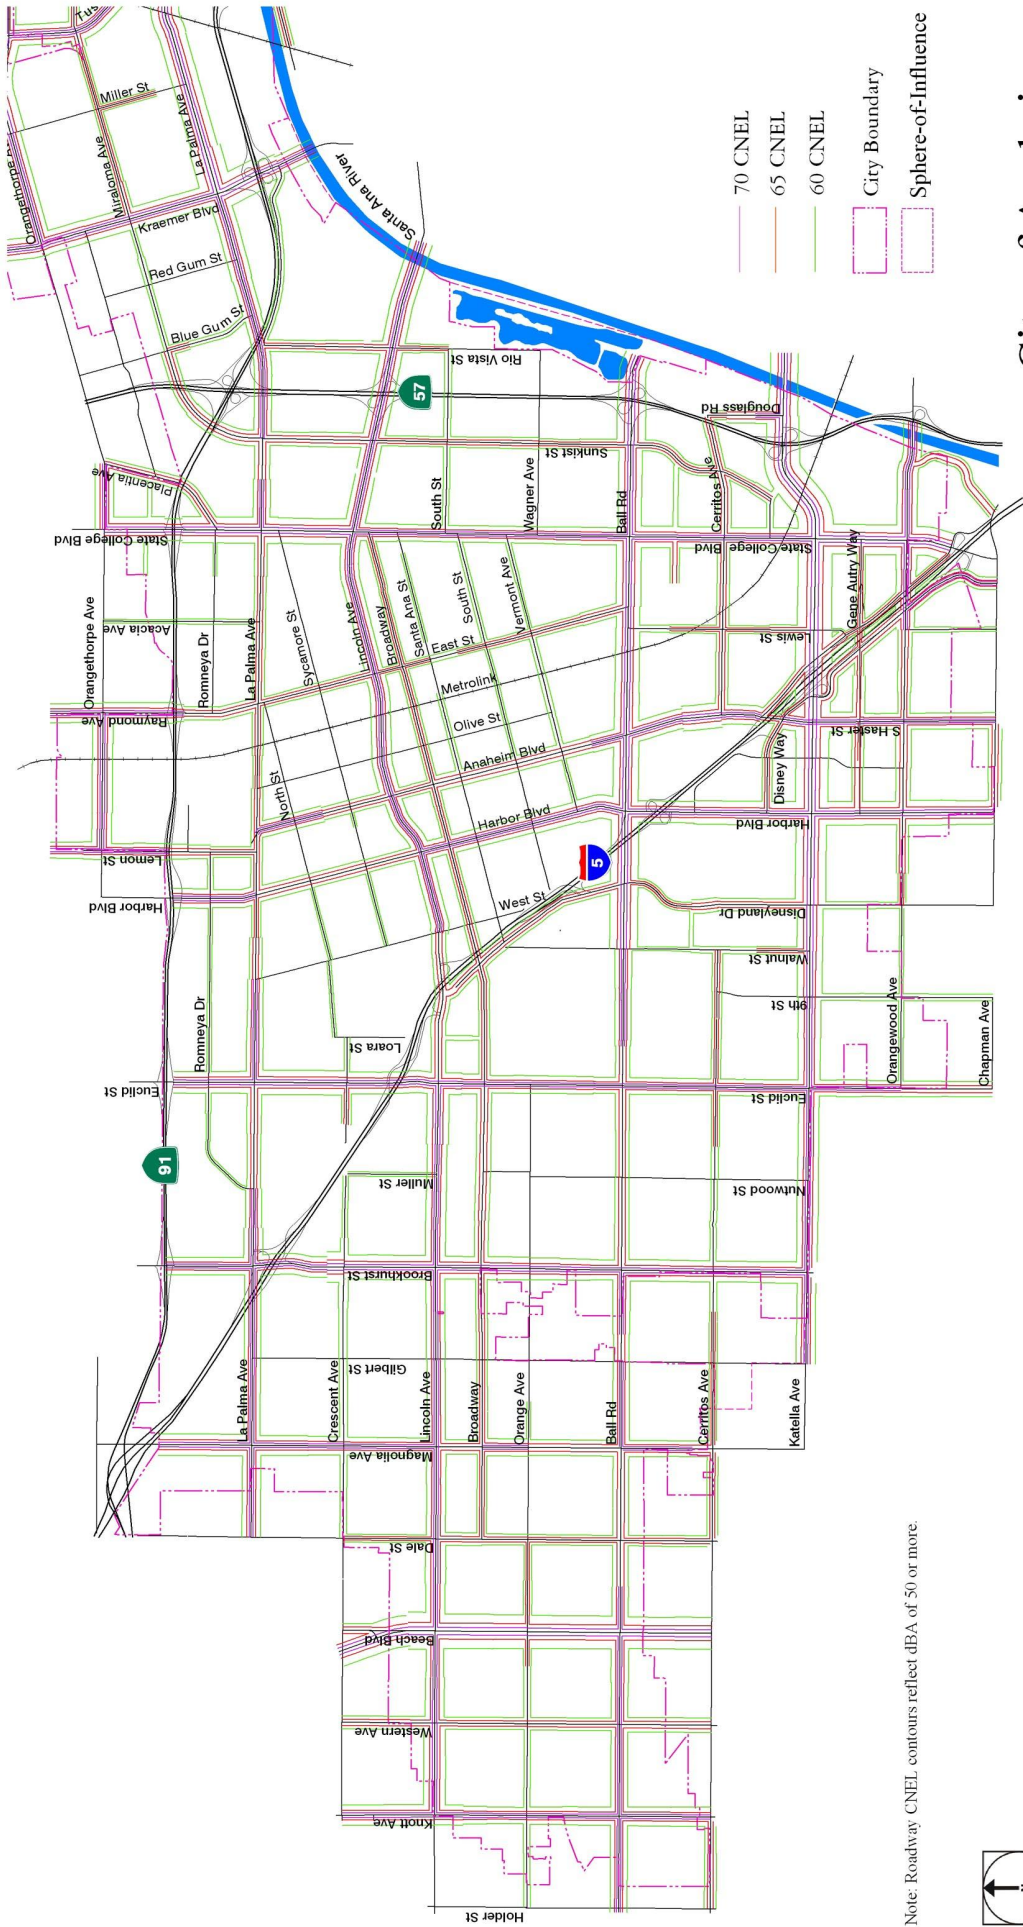 Orangethorpe A
Tus
Miller St
La Palma Ave
Miraloma Ave
Kraemer Blvd
Red Gum St
Blue Gum St
Santa Ana River
70 CNEL
65 CNEL
60 CNEL
City Boundary
Sphere-of-Influence
Rio Vista St
57
Douglass Rd
Sunkist St
Placentia Ave
State College Blvd
South St
Wagner Ave
Ball Rd
Cerritos Ave
State College Blvd
Gene Autry Way
Orangethorpe Ave
Acacia Ave
Romneya Dr
La Palma Ave
Sycamore St
Lincoln Ave
Broadway
Santa Ana St
East St
South St
Vermont Ave
Lewis St
Metrolink
Olive St
Anaheim Blvd
Raymond Ave
North St
Harbor Blvd
Disney Way
S Haster St
Harbor Blvd
Lemon St
Harbor Blvd
5
West St
Disneyland Dr
Walnut St
9th St
Orangewood Ave
Chapman Ave
Romneya Dr
Loara St
Euclid St
Euclid St
91
Muller St
Nutwood St
Brookhurst St
Gilbert St
La Palma Ave
Crescent Ave
Lincoln Ave
Broadway
Orange Ave
Ball Rd
Cerritos Ave
Katella Ave
Magnolia Ave
Dale St
Beach Blvd
Western Ave
Knott Ave
Holder St
Note: Roadway CNEL contours reflect dBA of 50 or more.